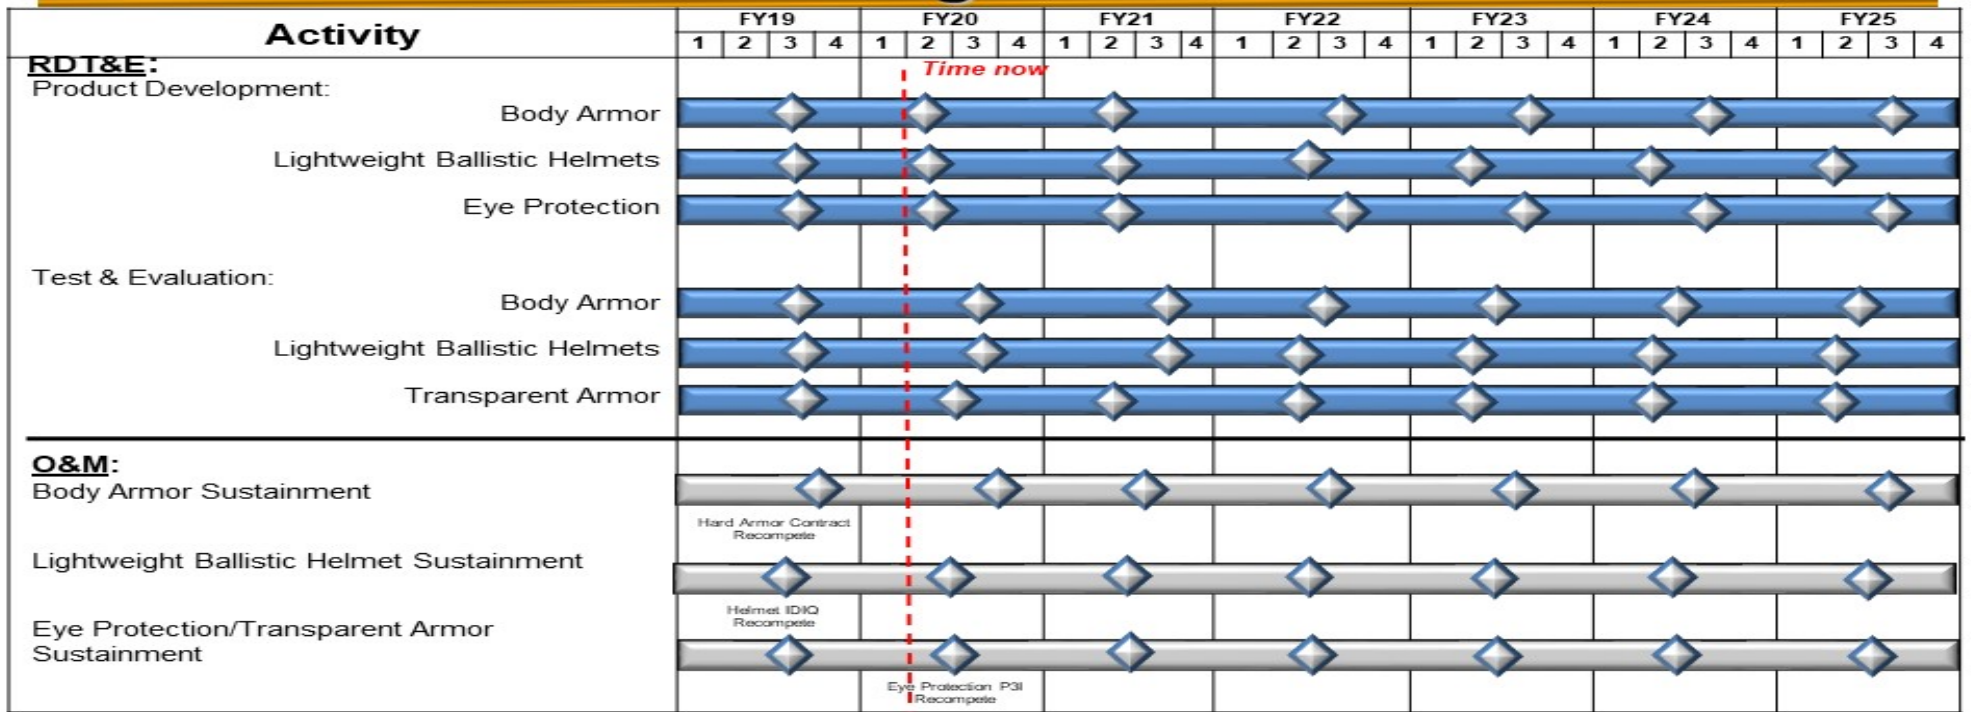 Activity
FY19 FY20 FY21 FY22 FY23 FY24 FY25
1 2 3 4 1 2 3 4 1 2 3 4 1 2 3 4 1 2 3 4 1 2 3 4 1 2 3 4
RDT&E:
Time now
Product Development:
Body Armor
Lightweight Ballistic Helmets
Eye Protection
Test & Evaluation:
Body Armor
Lightweight Ballistic Helmets
Transparent Armor
O&M:
Body Armor Sustainment
Hard Armor Contract
Recompete
Lightweight Ballistic Helmet Sustainment
Helmet IDIQ
Recompete
Eye Protection/Transparent Armor
Sustainment
Eye Protection P3I
Recompete